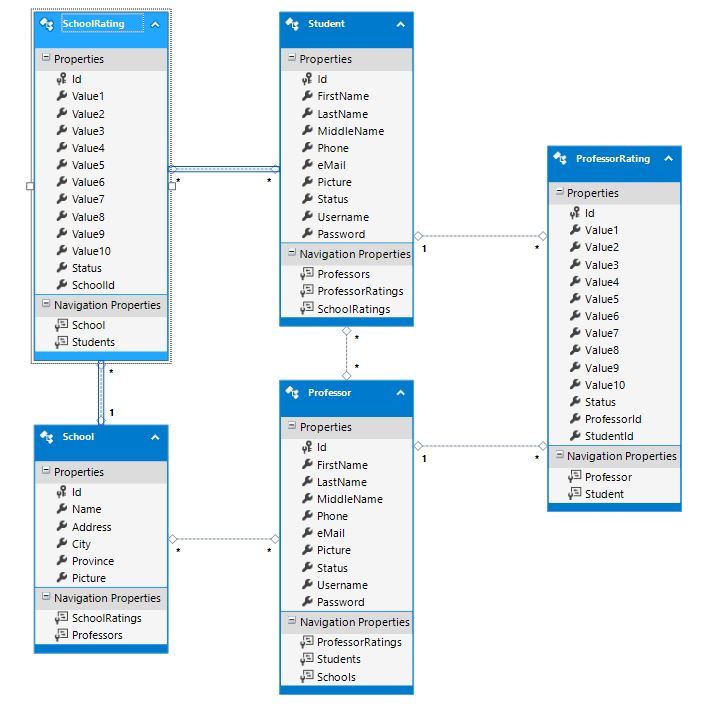 SchoolRating
Properties
Id
Value1
Value2
Value3
Value4
Value5
Value6
Value7
Value8
Value9
Value10
Status
SchoolId
Navigation Properties
School
Students
* *
Student
Properties
Id
FirstName
LastName
MiddleName
Phone
eMail
Picture
Status
Username
Password
Navigation Properties
Professors
ProfessorRatings
SchoolRatings
1 *
ProfessorRating
Properties
Id
Value1
Value2
Value3
Value4
Value5
Value6
Value7
Value8
Value9
Value10
Status
ProfessorId
StudentId
Navigation Properties
Professor
Student
*
1
*
*
School
Properties
Id
Name
Address
City
Province
Picture
Navigation Properties
SchoolRatings
Professors
* *
Professor
Properties
Id
FirstName
LastName
MiddleName
Phone
eMail
Picture
Status
Username
Password
Navigation Properties
ProfessorRatings
Students
Schools
1 *